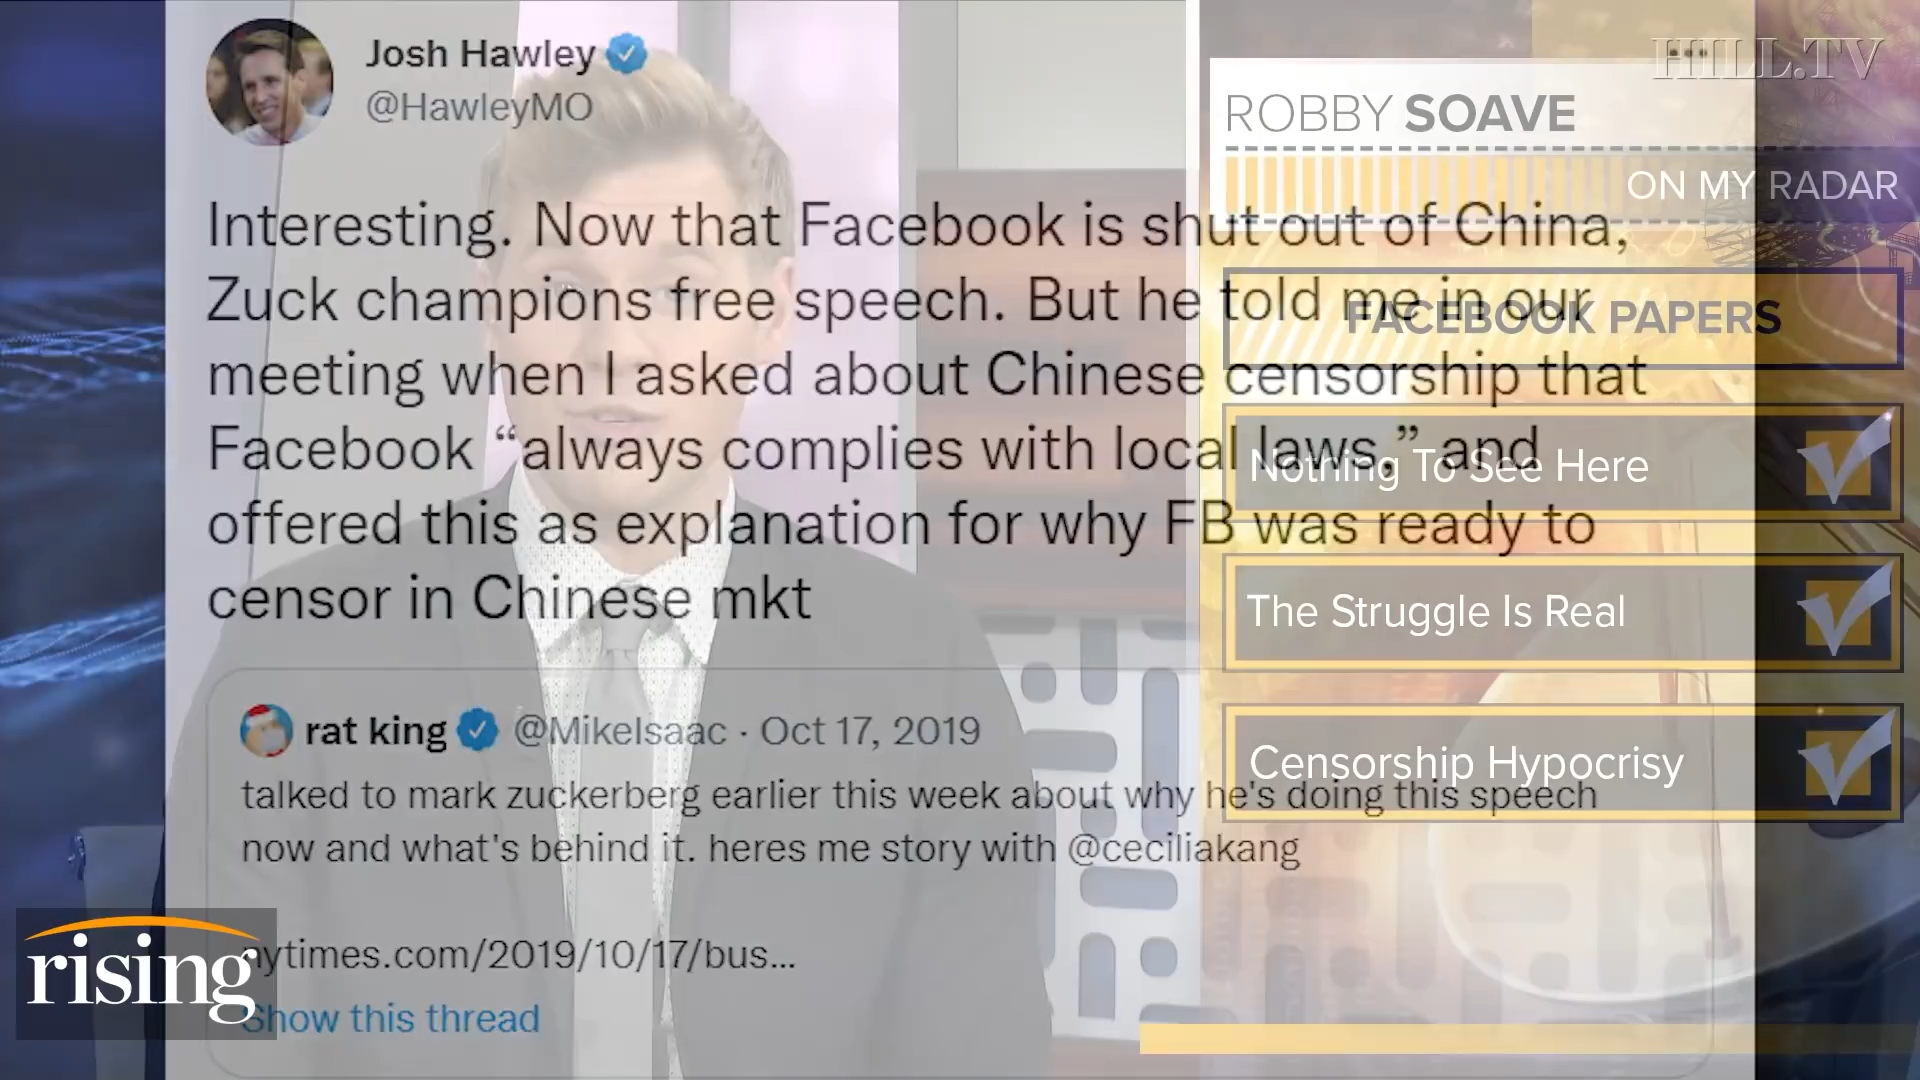 Josh Hawley
@HawleyMO
Interesting. Now that Facebook is shut out of China,
Zuck champions free speech. But he told me in our
meeting when I asked about Chinese censorship that
Facebook “always complies with local laws,” and
offered this as explanation for why FB was ready to
censor in Chinese mkt
rat king @MikeIsaac · Oct 17, 2019
talked to mark zuckerberg earlier this week about why he's doing this speech
now and what's behind it. heres me story with @ceciliakang
nytimes.com/2019/10/17/bus...
Show this thread
HILL.TV
ROBBY SOAVE
ON MY RADAR
FACEBOOK PAPERS
Nothing To See Here
The Struggle Is Real
Censorship Hypocrisy
rising